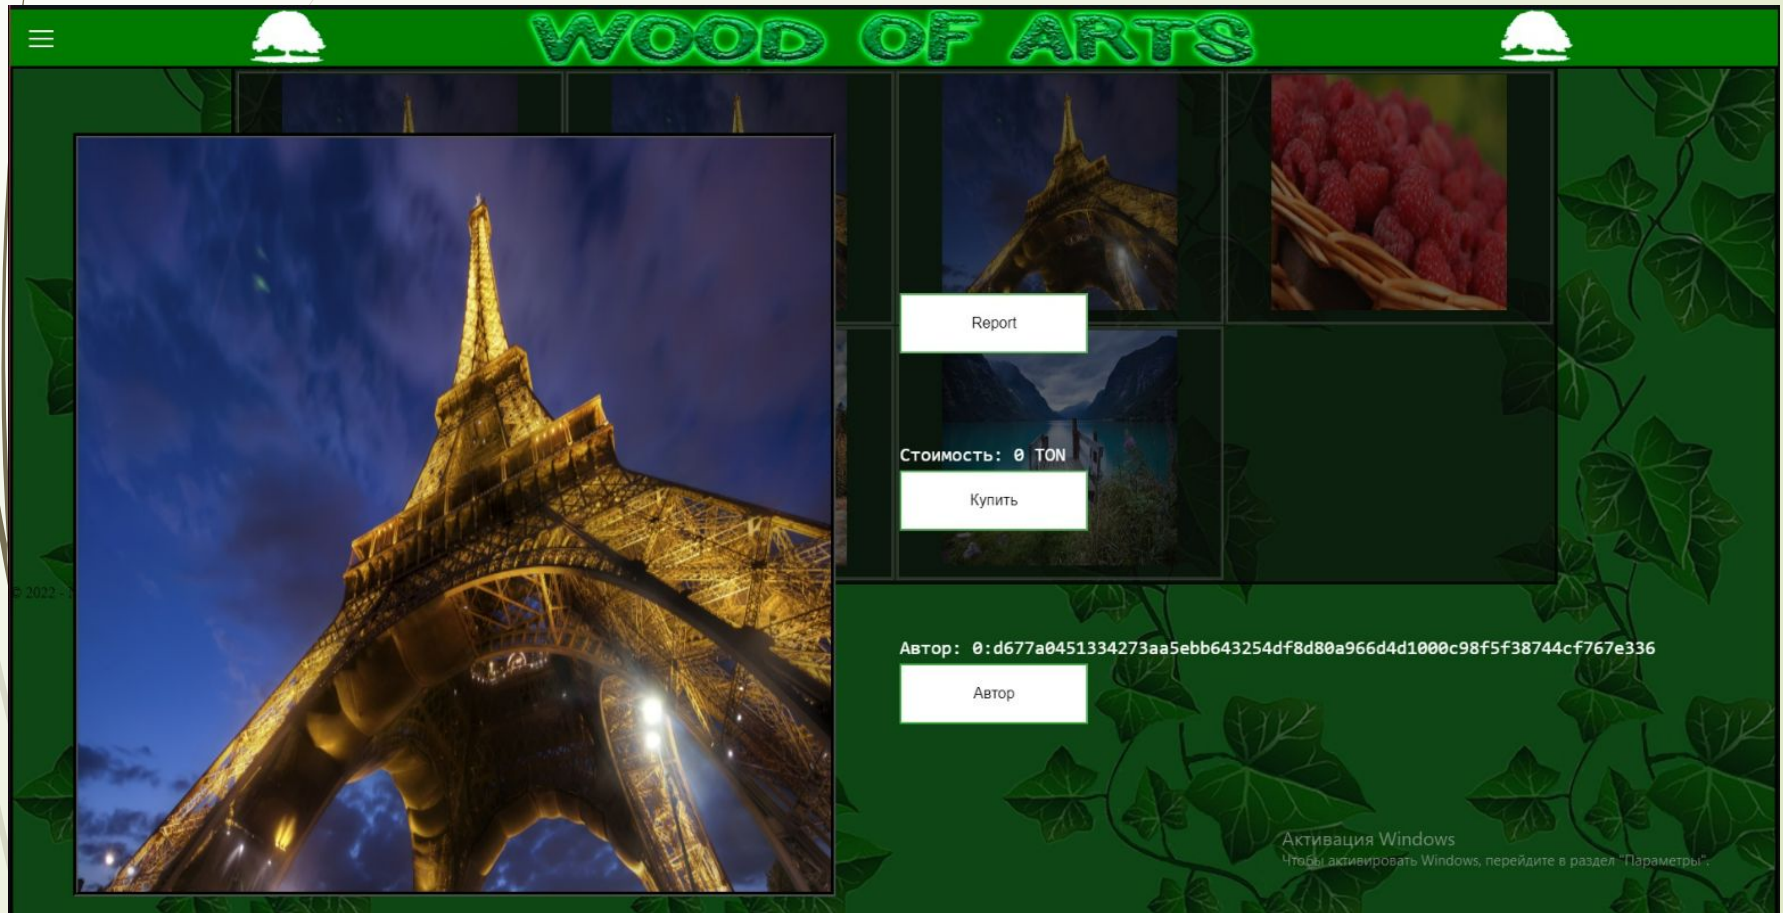 WOOD OF ARTS
Report
Стоимость: 0 TON
Купить
© 2022 -
Автор: 0:d677a0451334273aa5ebb643254df8d80a966d4d1000c98f5f38744cf767e336
Автор
Активация Windows
Чтобы активировать Windows, перейдите в раздел "Параметры".